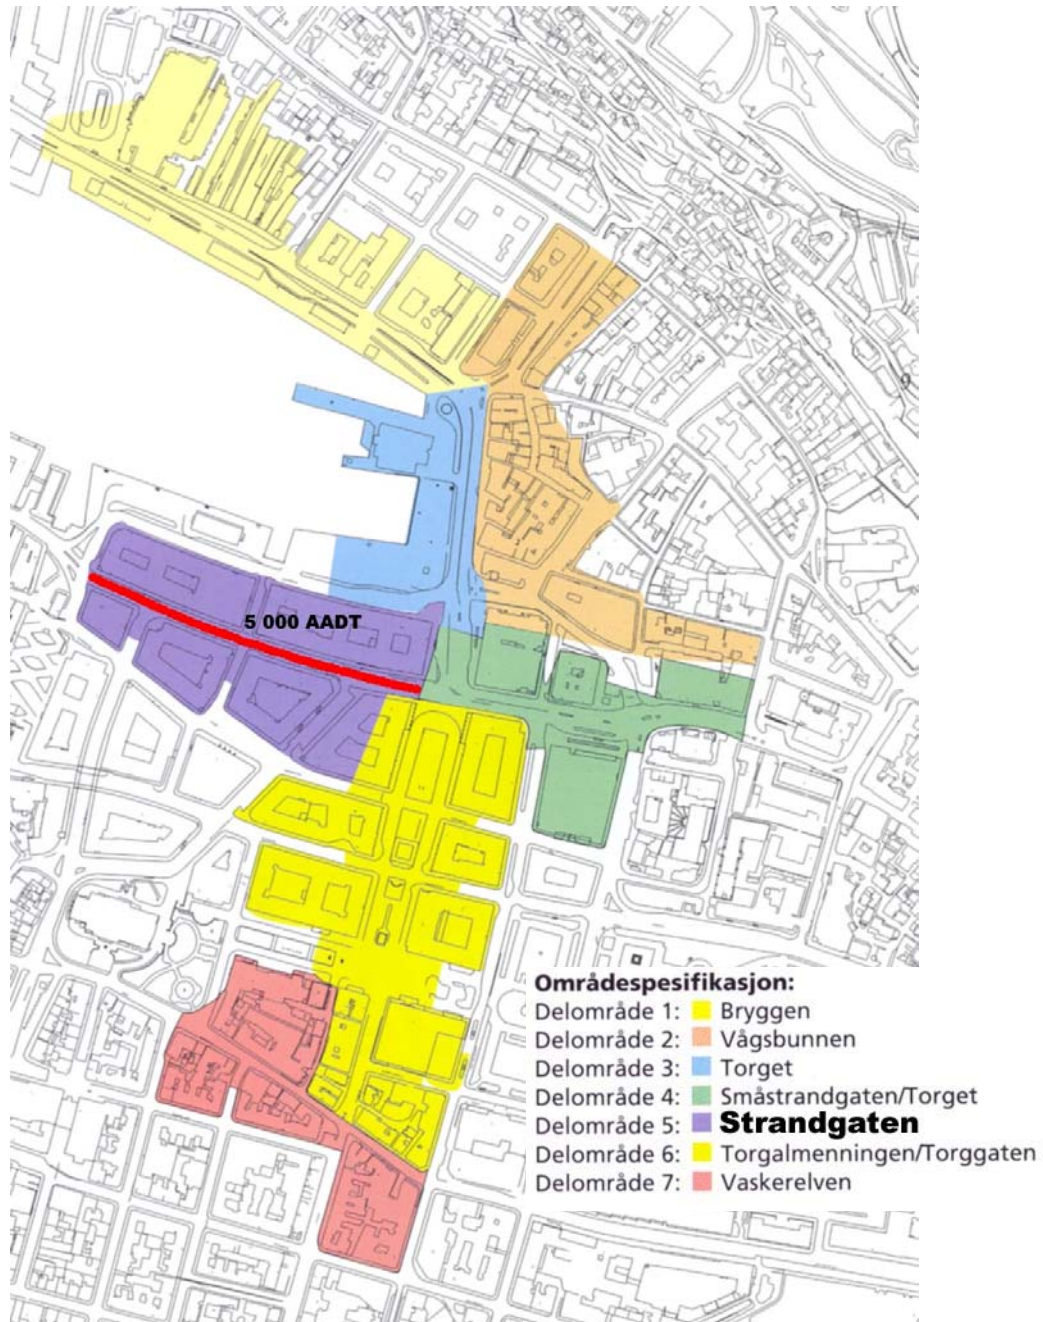 5 000 AADT
Områdespesifikasjon:
Delområde 1: Bryggen
Delområde 2: Vågsbunnen
Delområde 3: Torget
Delområde 4: Småstrandgaten/Torget
Delområde 5: Strandgaten
Delområde 6: Torgalmenningen/Torggaten
Delområde 7: Vaskerelven